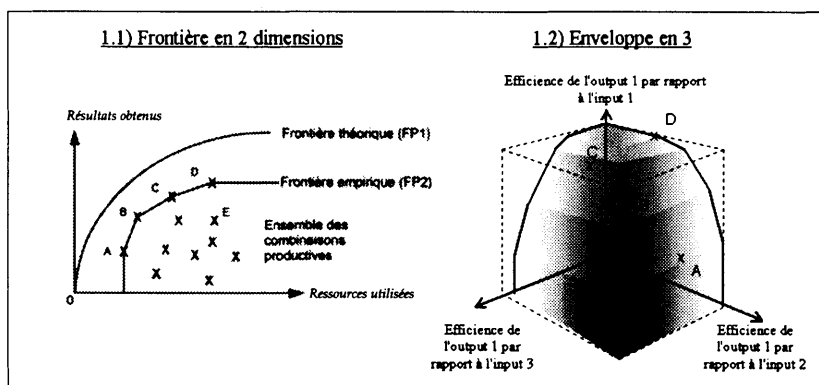 1.1) Frontière en 2 dimensions
Résultats obtenus
Frontière théorique (FP1)
D
C
Frontière empirique (FP2)
B
E
Ensemble des
combinaisons
productives
A
0
Ressources utilisées
1.2) Enveloppe en 3
Efficience de l'output 1 par rapport
à l'input 1
D
C
A
Efficience de
l'output 1 par
rapport à l'input 3
Efficience de
l'output 1 par
rapport à l'input 2